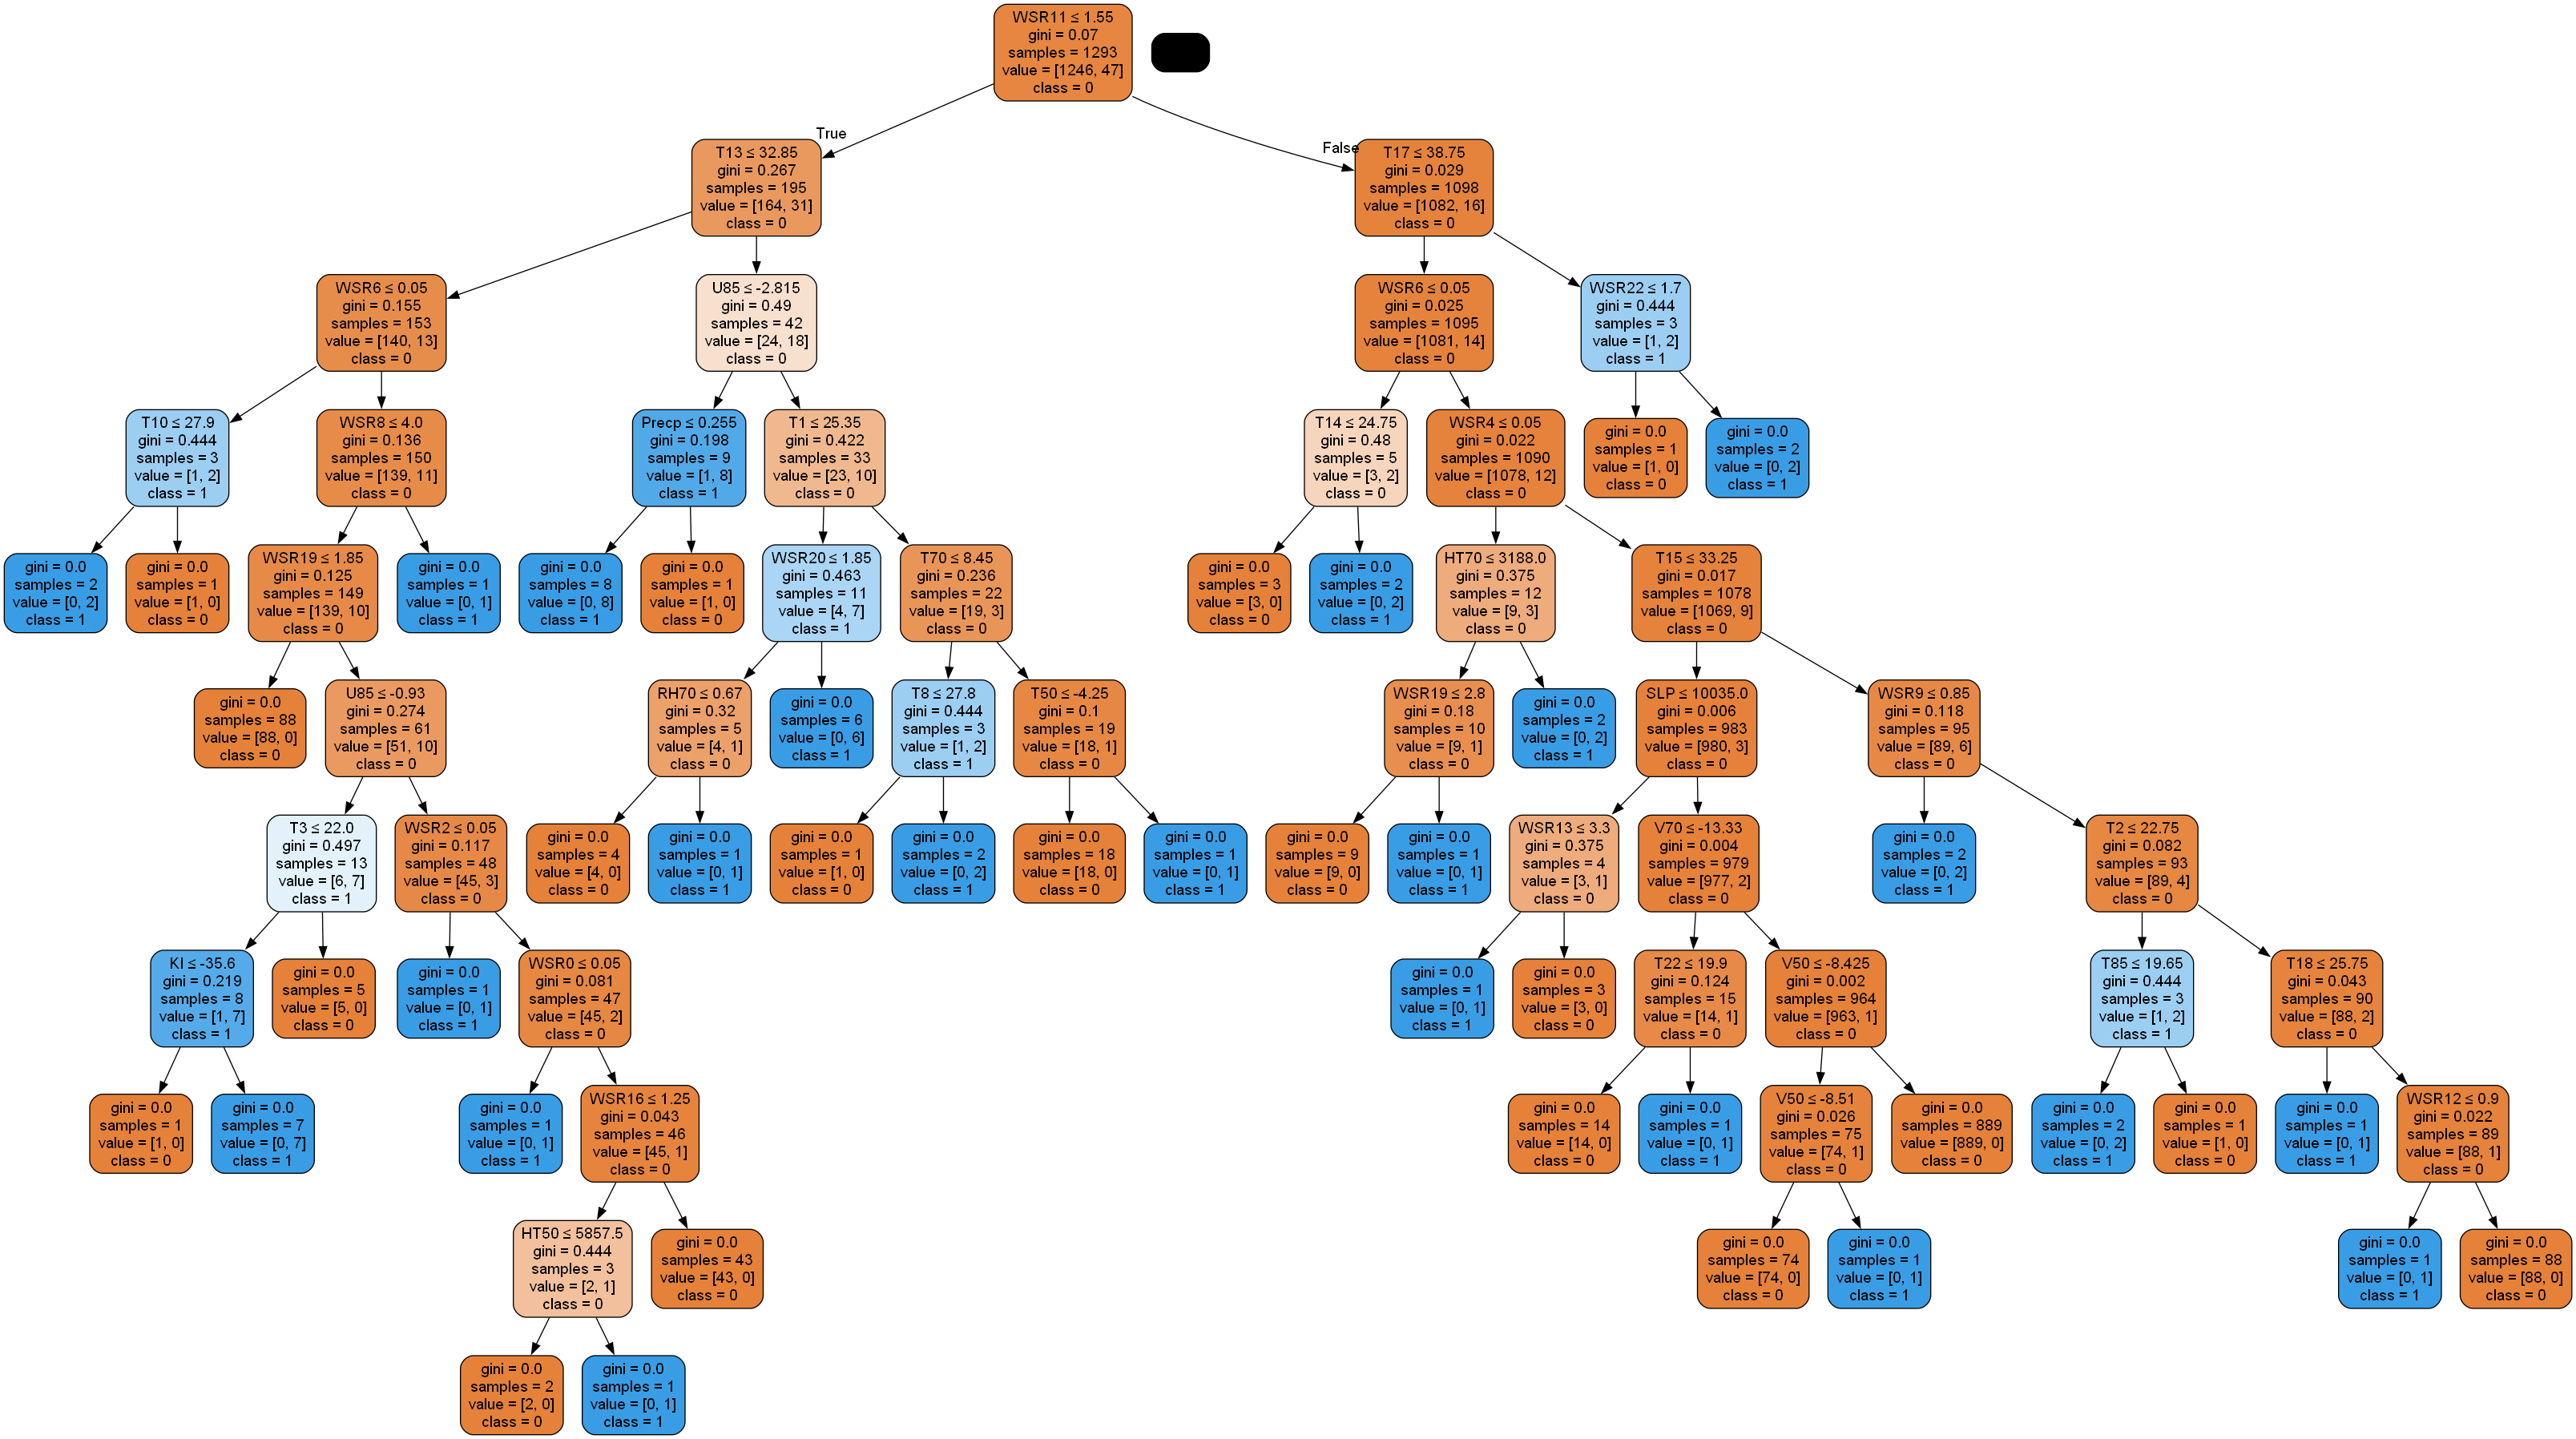 WSR11 ≤ 1.55
gini = 0.07
samples = 1293
value = [1246, 47]
class = 0
True
False
T13 ≤ 32.85
gini = 0.267
samples = 195
value = [164, 31]
class = 0
T17 ≤ 38.75
gini = 0.029
samples = 1098
value = [1082, 16]
class = 0
WSR6 ≤ 0.05
gini = 0.155
samples = 153
value = [140, 13]
class = 0
U85 ≤ -2.815
gini = 0.49
samples = 42
value = [24, 18]
class = 0
WSR6 ≤ 0.05
gini = 0.025
samples = 1095
value = [1081, 14]
class = 0
WSR22 ≤ 1.7
gini = 0.444
samples = 3
value = [1, 2]
class = 1
T10 ≤ 27.9
gini = 0.444
samples = 3
value = [1, 2]
class = 1
WSR8 ≤ 4.0
gini = 0.136
samples = 150
value = [139, 11]
class = 0
Precp ≤ 0.255
gini = 0.198
samples = 9
value = [1, 8]
class = 1
T1 ≤ 25.35
gini = 0.422
samples = 33
value = [23, 10]
class = 0
T14 ≤ 24.75
gini = 0.48
samples = 5
value = [3, 2]
class = 0
WSR4 ≤ 0.05
gini = 0.022
samples = 1090
value = [1078, 12]
class = 0
gini = 0.0
samples = 1
value = [1, 0]
class = 0
gini = 0.0
samples = 2
value = [0, 2]
class = 1
gini = 0.0
samples = 2
value = [0, 2]
class = 1
gini = 0.0
samples = 1
value = [1, 0]
class = 0
WSR19 ≤ 1.85
gini = 0.125
samples = 149
value = [139, 10]
class = 0
gini = 0.0
samples = 1
value = [0, 1]
class = 1
gini = 0.0
samples = 8
value = [0, 8]
class = 1
gini = 0.0
samples = 1
value = [1, 0]
class = 0
WSR20 ≤ 1.85
gini = 0.463
samples = 11
value = [4, 7]
class = 1
T70 ≤ 8.45
gini = 0.236
samples = 22
value = [19, 3]
class = 0
gini = 0.0
samples = 3
value = [3, 0]
class = 0
gini = 0.0
samples = 2
value = [0, 2]
class = 1
HT70 ≤ 3188.0
gini = 0.375
samples = 12
value = [9, 3]
class = 0
T15 ≤ 33.25
gini = 0.017
samples = 1078
value = [1069, 9]
class = 0
gini = 0.0
samples = 88
value = [88, 0]
class = 0
U85 ≤ -0.93
gini = 0.274
samples = 61
value = [51, 10]
class = 0
RH70 ≤ 0.67
gini = 0.32
samples = 5
value = [4, 1]
class = 0
gini = 0.0
samples = 6
value = [0, 6]
class = 1
T8 ≤ 27.8
gini = 0.444
samples = 3
value = [1, 2]
class = 1
T50 ≤ -4.25
gini = 0.1
samples = 19
value = [18, 1]
class = 0
WSR19 ≤ 2.8
gini = 0.18
samples = 10
value = [9, 1]
class = 0
gini = 0.0
samples = 2
value = [0, 2]
class = 1
SLP ≤ 10035.0
gini = 0.006
samples = 983
value = [980, 3]
class = 0
WSR9 ≤ 0.85
gini = 0.118
samples = 95
value = [89, 6]
class = 0
T3 ≤ 22.0
gini = 0.497
samples = 13
value = [6, 7]
class = 1
WSR2 ≤ 0.05
gini = 0.117
samples = 48
value = [45, 3]
class = 0
gini = 0.0
samples = 4
value = [4, 0]
class = 0
gini = 0.0
samples = 1
value = [0, 1]
class = 1
gini = 0.0
samples = 1
value = [1, 0]
class = 0
gini = 0.0
samples = 2
value = [0, 2]
class = 1
gini = 0.0
samples = 18
value = [18, 0]
class = 0
gini = 0.0
samples = 1
value = [0, 1]
class = 1
gini = 0.0
samples = 9
value = [9, 0]
class = 0
gini = 0.0
samples = 1
value = [0, 1]
class = 1
WSR13 ≤ 3.3
gini = 0.375
samples = 4
value = [3, 1]
class = 0
V70 ≤ -13.33
gini = 0.004
samples = 979
value = [977, 2]
class = 0
gini = 0.0
samples = 2
value = [0, 2]
class = 1
T2 ≤ 22.75
gini = 0.082
samples = 93
value = [89, 4]
class = 0
KI ≤ -35.6
gini = 0.219
samples = 8
value = [1, 7]
class = 1
gini = 0.0
samples = 5
value = [5, 0]
class = 0
gini = 0.0
samples = 1
value = [0, 1]
class = 1
WSR0 ≤ 0.05
gini = 0.081
samples = 47
value = [45, 2]
class = 0
gini = 0.0
samples = 1
value = [0, 1]
class = 1
gini = 0.0
samples = 3
value = [3, 0]
class = 0
T22 ≤ 19.9
gini = 0.124
samples = 15
value = [14, 1]
class = 0
V50 ≤ -8.425
gini = 0.002
samples = 964
value = [963, 1]
class = 0
T85 ≤ 19.65
gini = 0.444
samples = 3
value = [1, 2]
class = 1
T18 ≤ 25.75
gini = 0.043
samples = 90
value = [88, 2]
class = 0
gini = 0.0
samples = 1
value = [1, 0]
class = 0
gini = 0.0
samples = 7
value = [0, 7]
class = 1
gini = 0.0
samples = 1
value = [0, 1]
class = 1
WSR16 ≤ 1.25
gini = 0.043
samples = 46
value = [45, 1]
class = 0
gini = 0.0
samples = 14
value = [14, 0]
class = 0
gini = 0.0
samples = 1
value = [0, 1]
class = 1
V50 ≤ -8.51
gini = 0.026
samples = 75
value = [74, 1]
class = 0
gini = 0.0
samples = 889
value = [889, 0]
class = 0
gini = 0.0
samples = 2
value = [0, 2]
class = 1
gini = 0.0
samples = 1
value = [1, 0]
class = 0
gini = 0.0
samples = 1
value = [0, 1]
class = 1
WSR12 ≤ 0.9
gini = 0.022
samples = 89
value = [88, 1]
class = 0
HT50 ≤ 5857.5
gini = 0.444
samples = 3
value = [2, 1]
class = 0
gini = 0.0
samples = 43
value = [43, 0]
class = 0
gini = 0.0
samples = 74
value = [74, 0]
class = 0
gini = 0.0
samples = 1
value = [0, 1]
class = 1
gini = 0.0
samples = 1
value = [0, 1]
class = 1
gini = 0.0
samples = 88
value = [88, 0]
class = 0
gini = 0.0
samples = 2
value = [2, 0]
class = 0
gini = 0.0
samples = 1
value = [0, 1]
class = 1